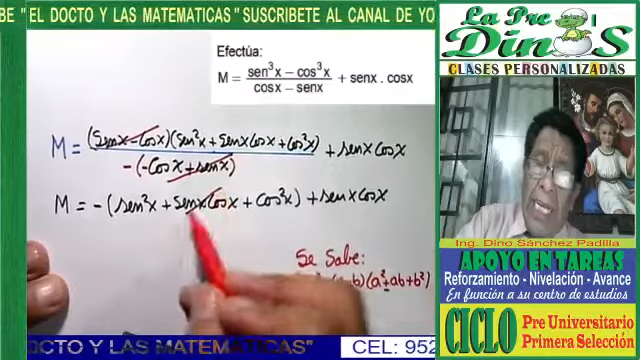 BE "EL DOCTO Y LAS MATEMATICAS" SUSCRIBETE AL CANAL DE YO
La Pre
DinoS
CLASES PERSONALIZADAS
Efectúa:
M = (sen³x – cos³x)/(cosx – senx) + senx . cosx
M = (senx - cosx)(sen²x + senxcosx + cos²x)/-(-cosx + senx) + senxcosx
M = -(sen²x + senxcosx + cos²x) + senxcosx
Se Sabe:
-b)(a²+ab+b²)
Ing. Dino Sánchez Padilla
APOYO EN TAREAS
Reforzamiento - Nivelación - Avance
En función a su centro de estudios
CICLO Pre Universitario
Primera Selección
DOCTO Y LAS MATEMATICAS" CEL: 952